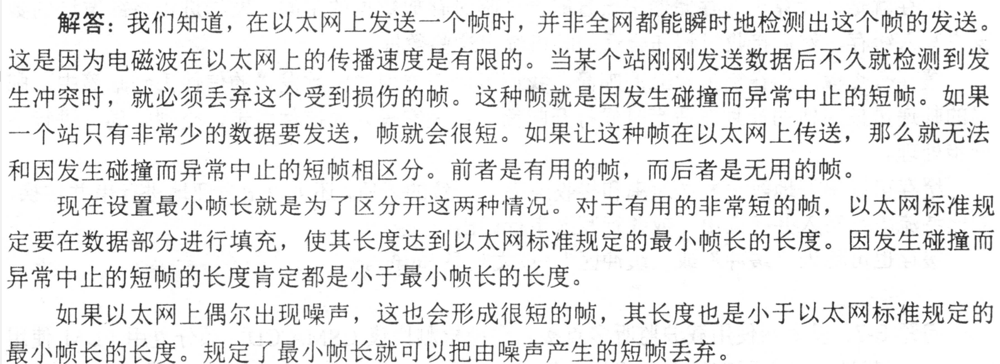 解答：我们知道，在以太网上发送一个帧时，并非全网都能瞬时地检测出这个帧的发送。
这是因为电磁波在以太网上的传播速度是有限的。当某个站刚刚发送数据后不久就检测到发
生冲突时，就必须丢弃这个受到损伤的帧。这种帧就是因发生碰撞而异常中止的短帧。如果
一个站只有非常少的数据要发送，帧就会很短。如果让这种帧在以太网上传送，那么就无法
和因发生碰撞而异常中止的短帧相区分。前者是有用的帧，而后者是无用的帧。
现在设置最小帧长就是为了区分开这两种情况。对于有用的非常短的帧，以太网标准规
定要在数据部分进行填充，使其长度达到以太网标准规定的最小帧长的长度。因发生碰撞而
异常中止的短帧的长度肯定都是小于最小帧长的长度。
如果以太网上偶尔出现噪声，这也会形成很短的帧，其长度也是小于以太网标准规定的
最小帧长的长度。规定了最小帧长就可以把由噪声产生的短帧丢弃。